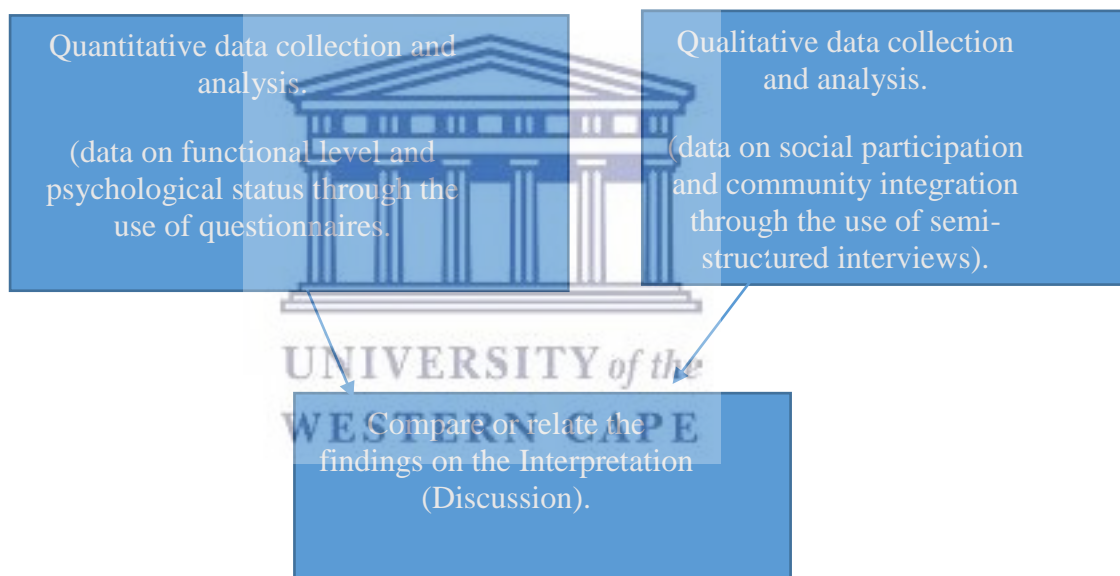 Quantitative data collection and
analysis.
(data on functional level and
psychological status through the
use of questionnaires.
Qualitative data collection
and analysis.
(data on social participation
and community integration
through the use of semi-
structured interviews).
UNIVERSITY of the
WESTERN CAPE
Compare or relate the
findings on the Interpretation
(Discussion).